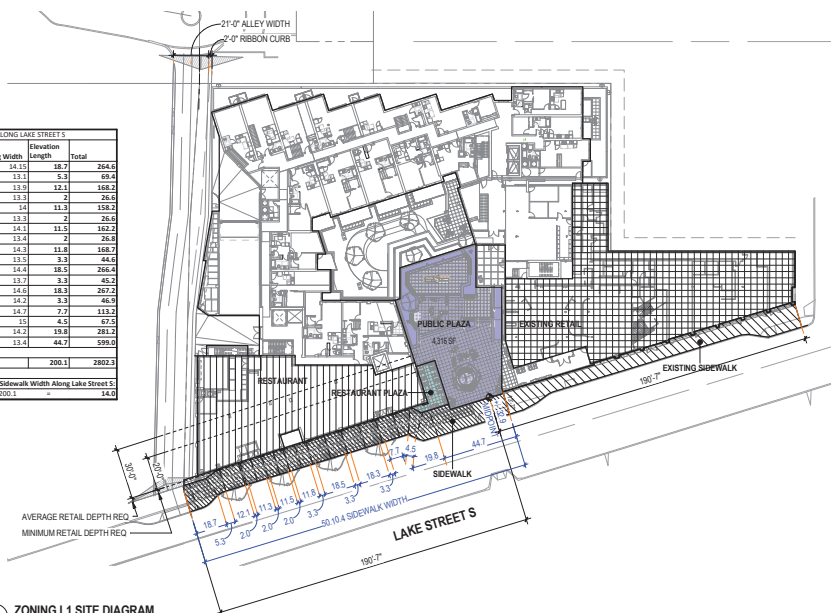 21'-0" ALLEY WIDTH
2'-0" RIBBON CURB
ALONG LAKE STREET S
Width Elevation Length Total
14.15 18.7 264.6
13.1 5.3 69.4
13.9 12.1 168.2
13.3 2 26.6
14 11.3 158.2
13.3 2 26.6
14.1 11.5 162.2
13.4 2 26.8
14.3 11.8 168.7
13.5 3.3 44.6
14.4 18.5 266.4
13.7 3.3 45.2
14.6 18.3 267.2
14.2 3.3 46.9
14.7 7.7 113.2
15 4.5 67.5
14.2 19.8 281.2
13.4 44.7 599.0
200.1 2802.3
Sidewalk Width Along Lake Street S:
200.1 = 14.0
PUBLIC PLAZA
4,316 SF
EXISTING RETAIL
EXISTING SIDEWALK
190'-7"
RESTAURANT
RESTAURANT PLAZA
MIDPOINT
SIDEWALK
30'-0"
20'-0"
AVERAGE RETAIL DEPTH REQ
MINIMUM RETAIL DEPTH REQ
18.7
5.3
12.1
2.0
11.3
2.0
11.5
2.0
11.8
3.3
18.5
3.3
18.3
3.3
7.7
4.5
19.8
44.7
50.10.4 SIDEWALK WIDTH
LAKE STREET S
190'-7"
ZONING L1 SITE DIAGRAM